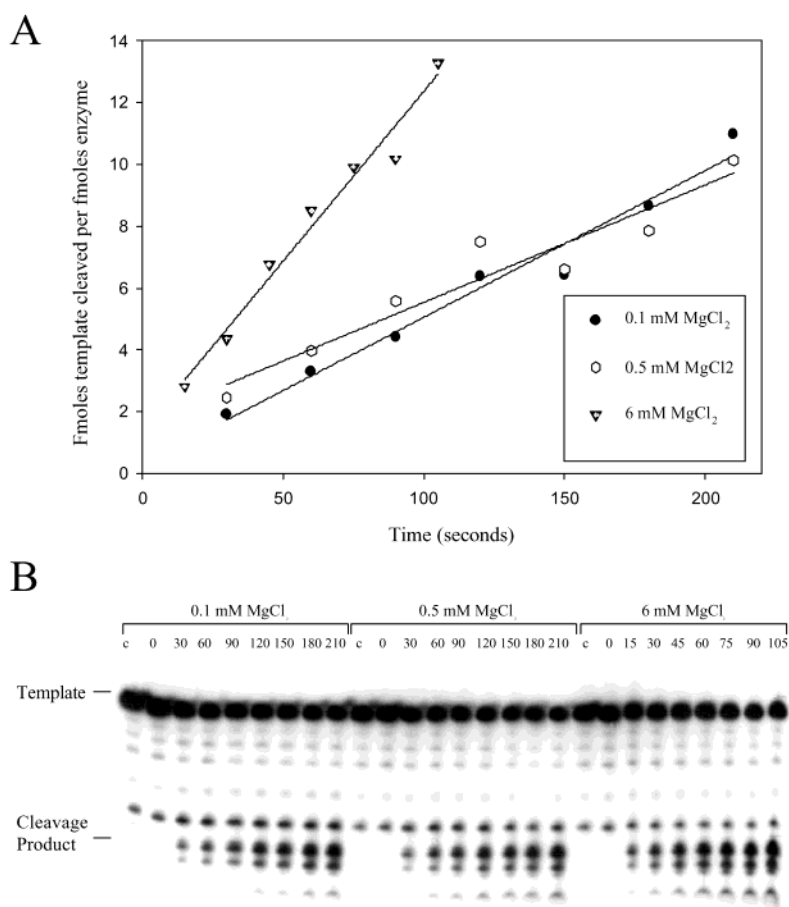 A
Fmoles template cleaved per fmoles enzyme
14
12
10
8
6
4
2
0
0 50 100 150 200
Time (seconds)
0.1 mM MgCl2
0.5 mM MgCl2
6 mM MgCl2
B
0.1 mM MgCl 0.5 mM MgCl 6 mM MgCl
c 0 30 60 90 120 150 180 210 c 0 30 60 90 120 150 180 210 c 0 15 30 45 60 75 90 105
Template
Cleavage
Product